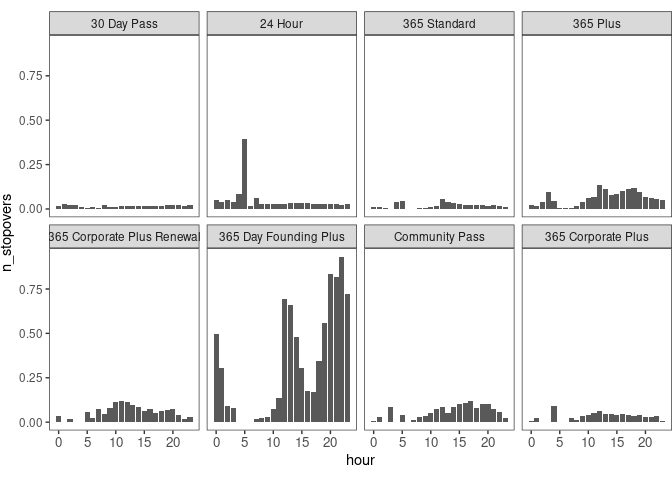 30 Day Pass
24 Hour
365 Standard
365 Plus
0.75
0.50
0.25
0.00
n_stopovers
365 Corporate Plus Renewal
365 Day Founding Plus
Community Pass
365 Corporate Plus
0.75
0.50
0.25
0.00
0 5 10 15 20
0 5 10 15 20
0 5 10 15 20
0 5 10 15 20
hour